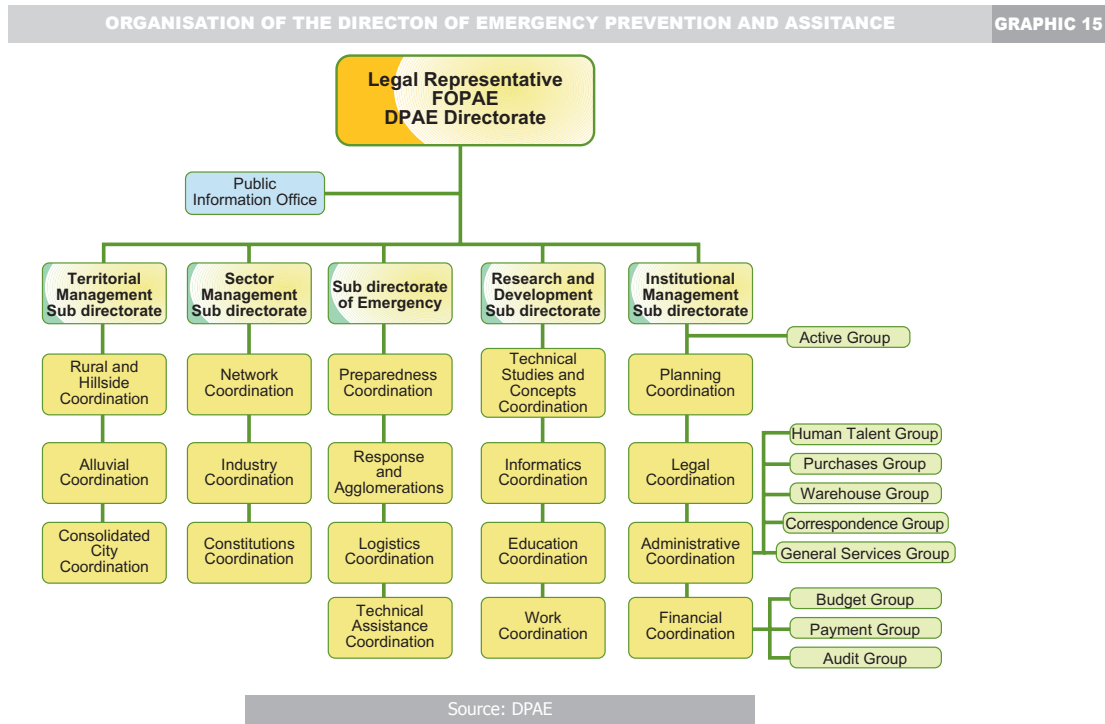 ORGANISATION OF THE DIRECTON OF EMERGENCY PREVENTION AND ASSITANCE
GRAPHIC 15
Legal Representative
FOPAE
DPAE Directorate
Public
Information Office
Territorial
Management
Sub directorate
Sector
Management
Sub directorate
Sub directorate
of Emergency
Research and
Development
Sub directorate
Institutional
Management
Sub directorate
Active Group
Rural and
Hillside
Coordination
Network
Coordination
Preparedness
Coordination
Technical
Studies and
Concepts
Coordination
Planning
Coordination
Alluvial
Coordination
Industry
Coordination
Response
and
Agglomerations
Informatics
Coordination
Legal
Coordination
Human Talent Group
Purchases Group
Warehouse Group
Correspondence Group
General Services Group
Consolidated
City
Coordination
Constitutions
Coordination
Logistics
Coordination
Education
Coordination
Administrative
Coordination
Technical
Assistance
Coordination
Work
Coordination
Financial
Coordination
Budget Group
Payment Group
Audit Group
Source: DPAE